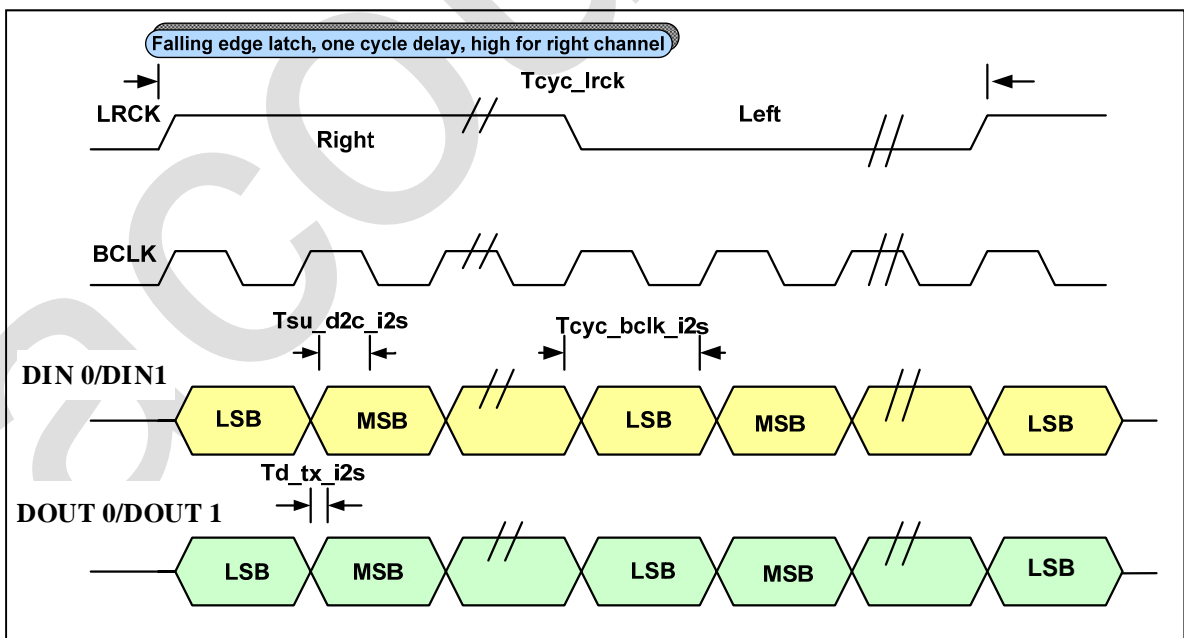 Falling edge latch, one cycle delay, high for right channel
Tcyc_lrck
LRCK
Right
Left
BCLK
Tsu_d2c_i2s
Tcyc_bclk_i2s
DIN 0/DIN1
LSB
MSB
LSB
MSB
LSB
Td_tx_i2s
DOUT 0/DOUT 1
LSB
MSB
LSB
MSB
LSB